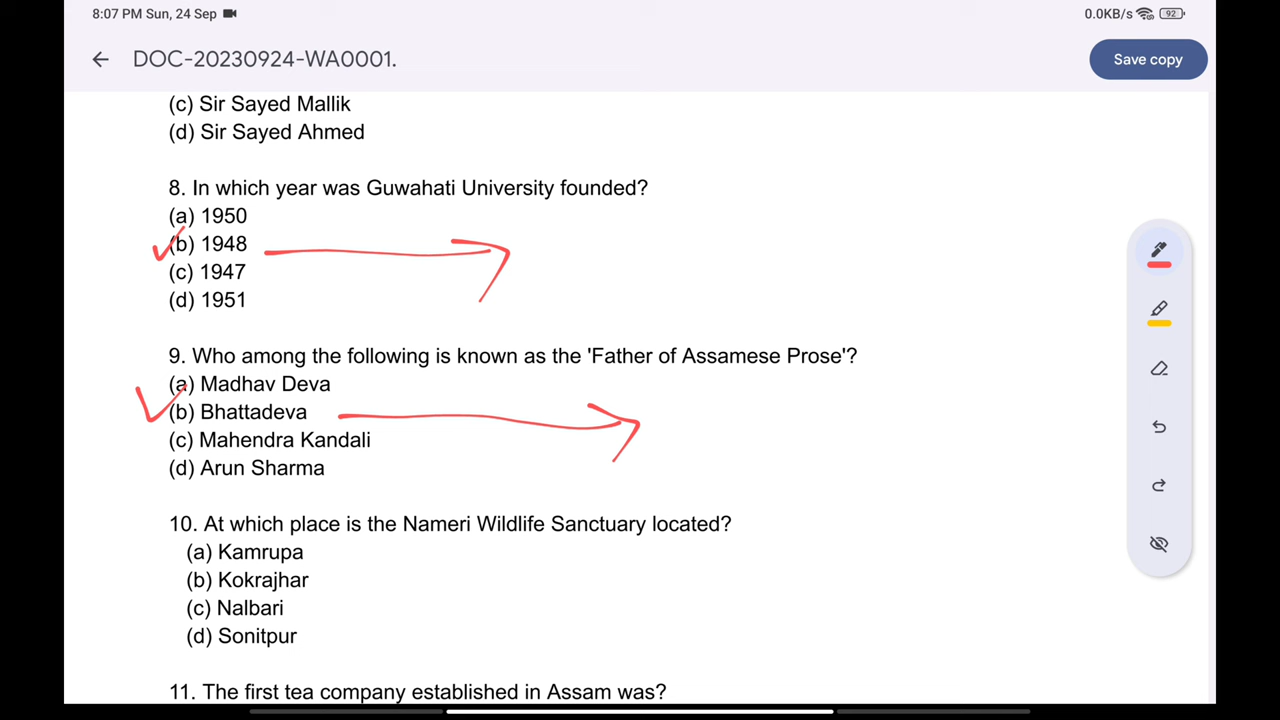 8:07 PM Sun, 24 Sep
0.0KB/s 92
DOC-20230924-WA0001.
Save copy
(c) Sir Sayed Mallik
(d) Sir Sayed Ahmed
8. In which year was Guwahati University founded?
(a) 1950
(b) 1948
(c) 1947
(d) 1951
9. Who among the following is known as the 'Father of Assamese Prose'?
(a) Madhav Deva
(b) Bhattadeva
(c) Mahendra Kandali
(d) Arun Sharma
10. At which place is the Nameri Wildlife Sanctuary located?
(a) Kamrupa
(b) Kokrajhar
(c) Nalbari
(d) Sonitpur
11. The first tea company established in Assam was?